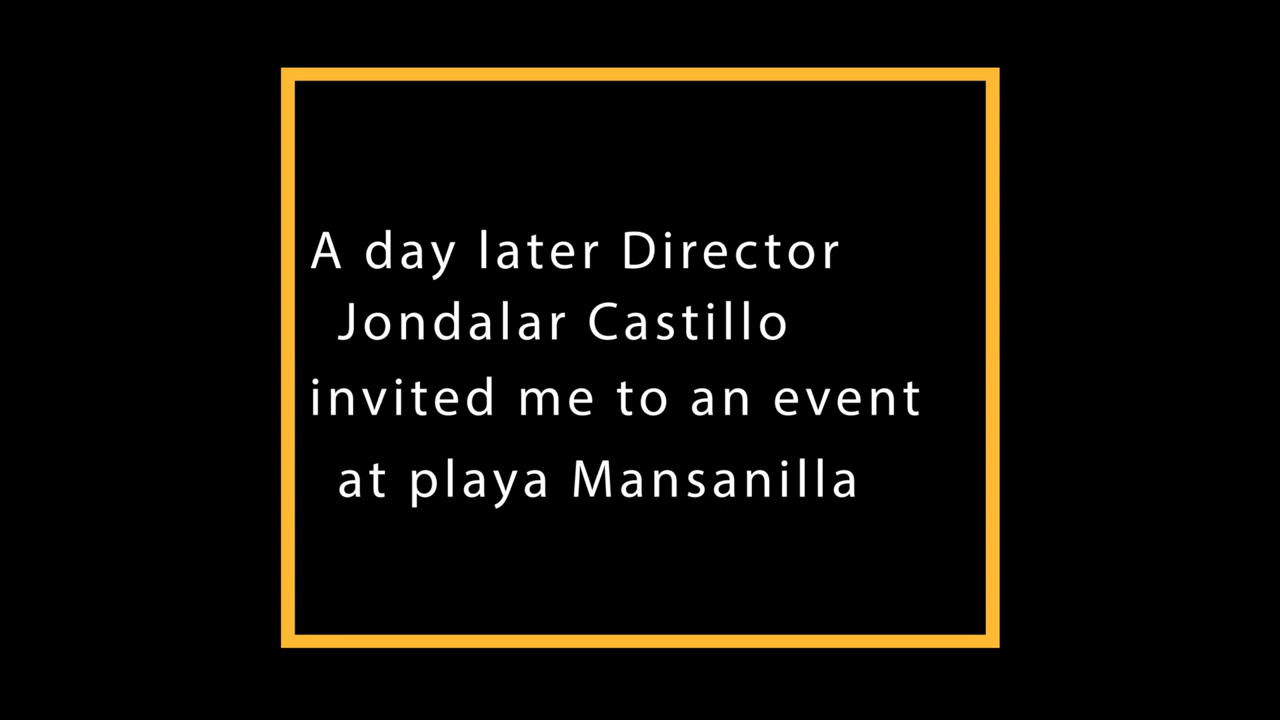 A day later Director
Jondalar Castillo
invited me to an event
at playa Mansanilla